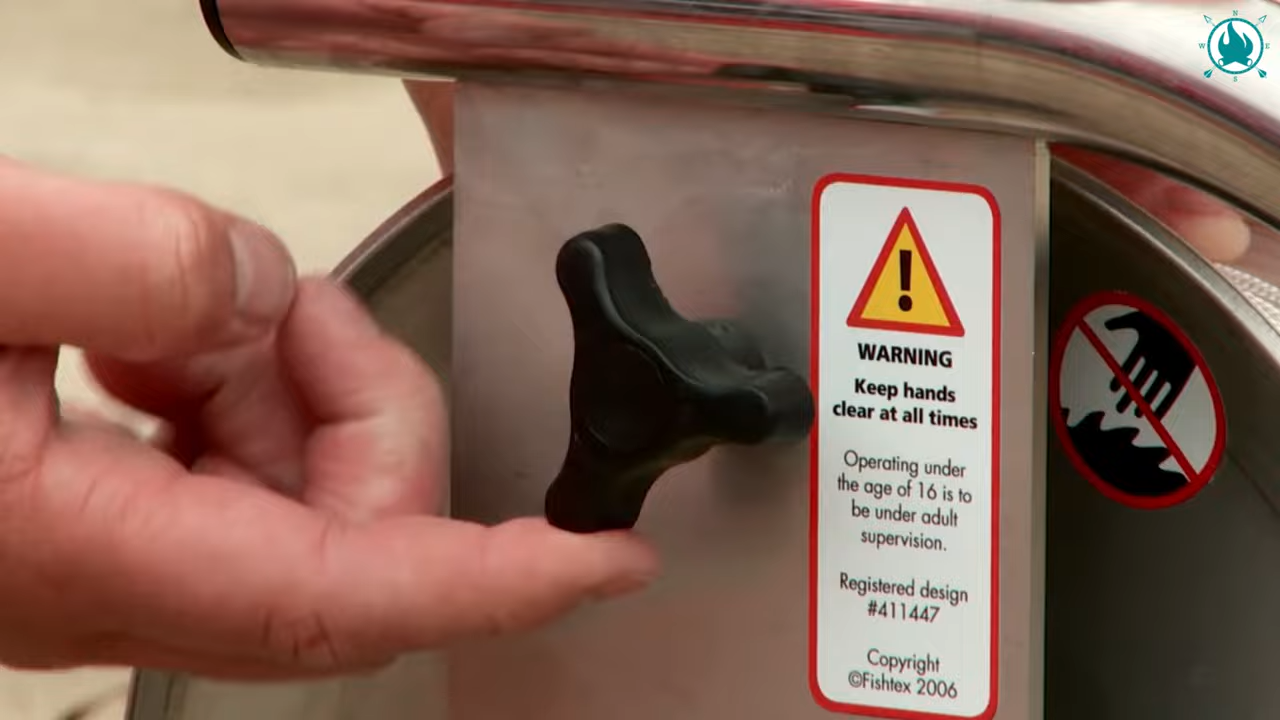 N
W E
S
WARNING
Keep hands
clear at all times
Operating under
the age of 16 is to
be under adult
supervision.
Registered design
#411447
Copyright
©Fishtex 2006